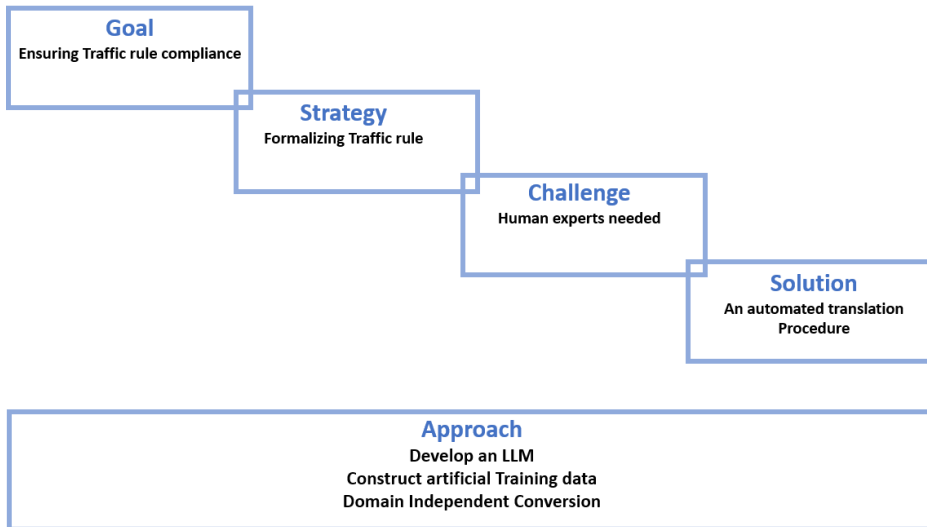 Goal
Ensuring Traffic rule compliance
Strategy
Formalizing Traffic rule
Challenge
Human experts needed
Solution
An automated translation
Procedure
Approach
Develop an LLM
Construct artificial Training data
Domain Independent Conversion